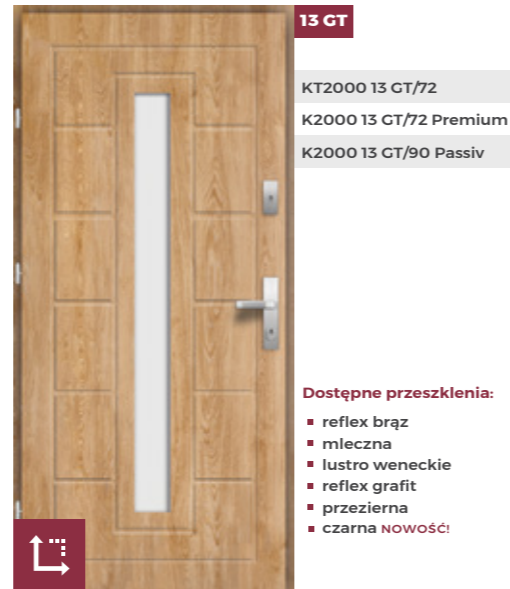 13 GT
KT2000 13 GT/72
K2000 13 GT/72 Premium
K2000 13 GT/90 Passiv
Dostępne przeszklenia:
reflex brąz
mleczna
lustro weneckie
reflex grafit
przezierna
czarna NOWOŚĆ!